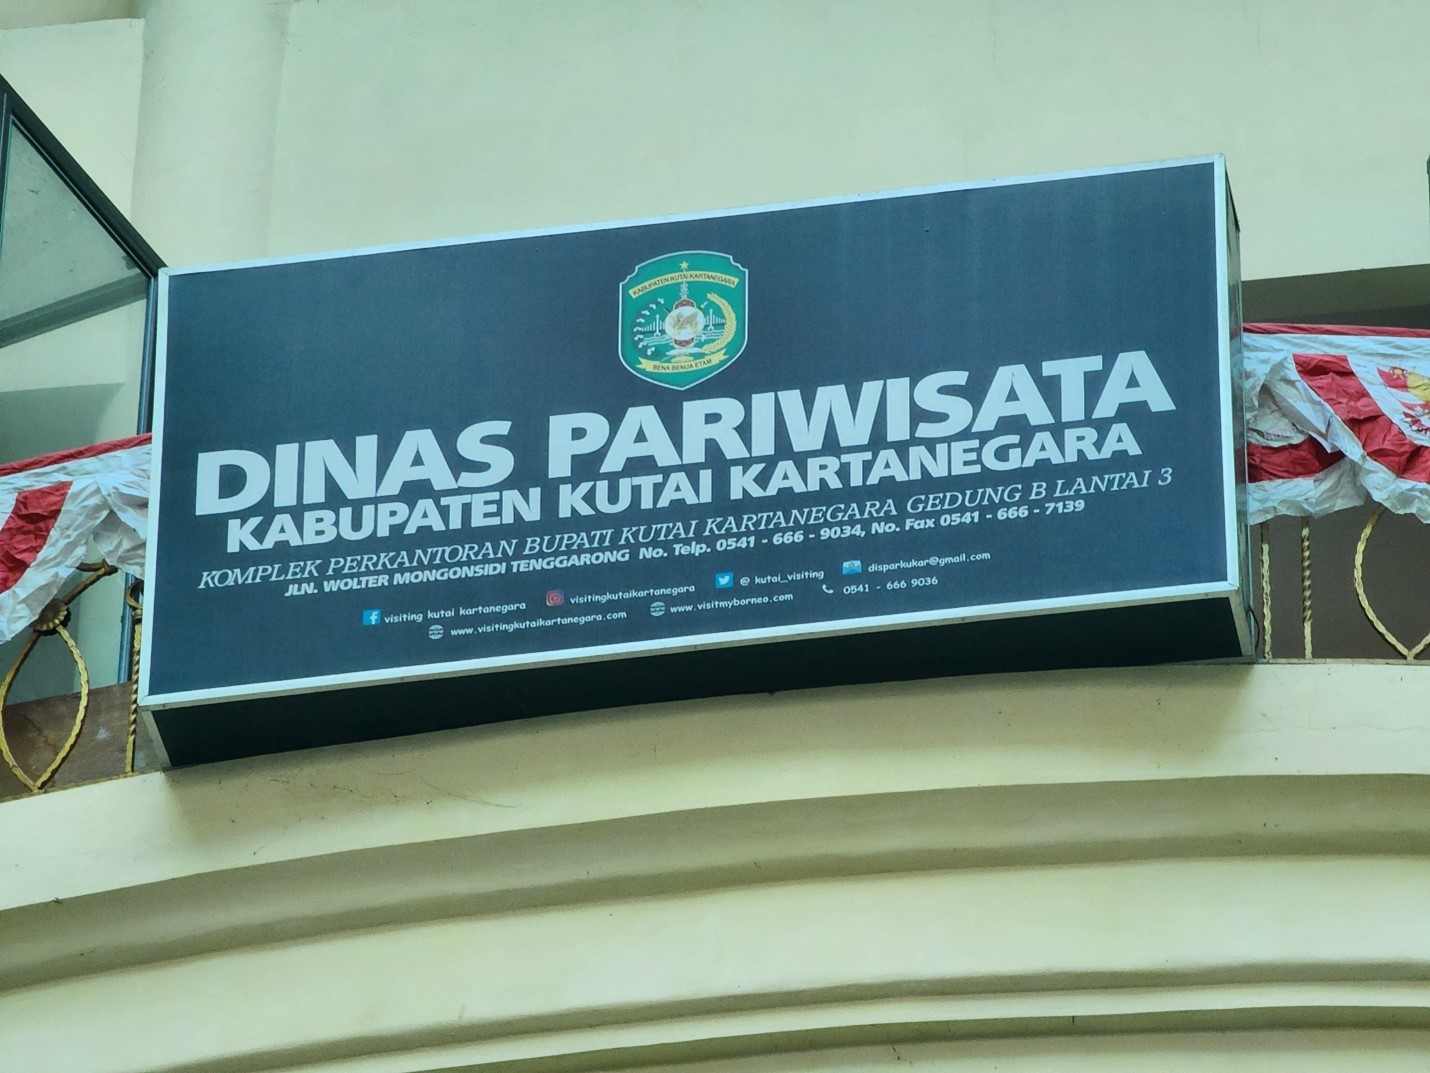 KABUPATEN KUTAI KARTANEGARA
BENA BENUA ETAM
DINAS PARIWISATA
KABUPATEN KUTAI KARTANEGARA
KOMPLEK PERKANTORAN BUPATI KUTAI KARTANEGARA GEDUNG B LANTAI 3
JLN. WOLTER MONGONSIDI TENGGARONG No. Telp. 0541 - 666 - 9034, No. Fax 0541 - 666 - 7139
visiting kutai kartanegara visitingkutaikartanegara @ kutai_visiting disparkukar@gmail.com
www.visitingkutaikartanegara.com www.visitmyborneo.com 0541 - 666 9036